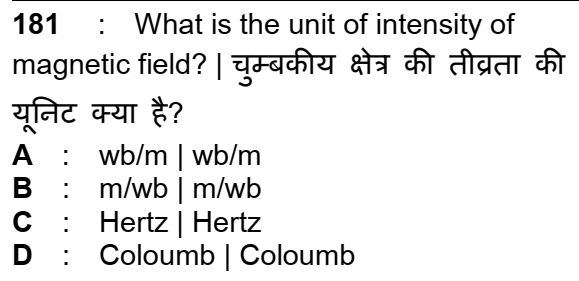 181 : What is the unit of intensity of
magnetic field? | चुम्बकीय क्षेत्र की तीव्रता की
यूनिट क्या है?
A : wb/m | wb/m
B : m/wb | m/wb
C : Hertz | Hertz
D : Coloumb | Coloumb